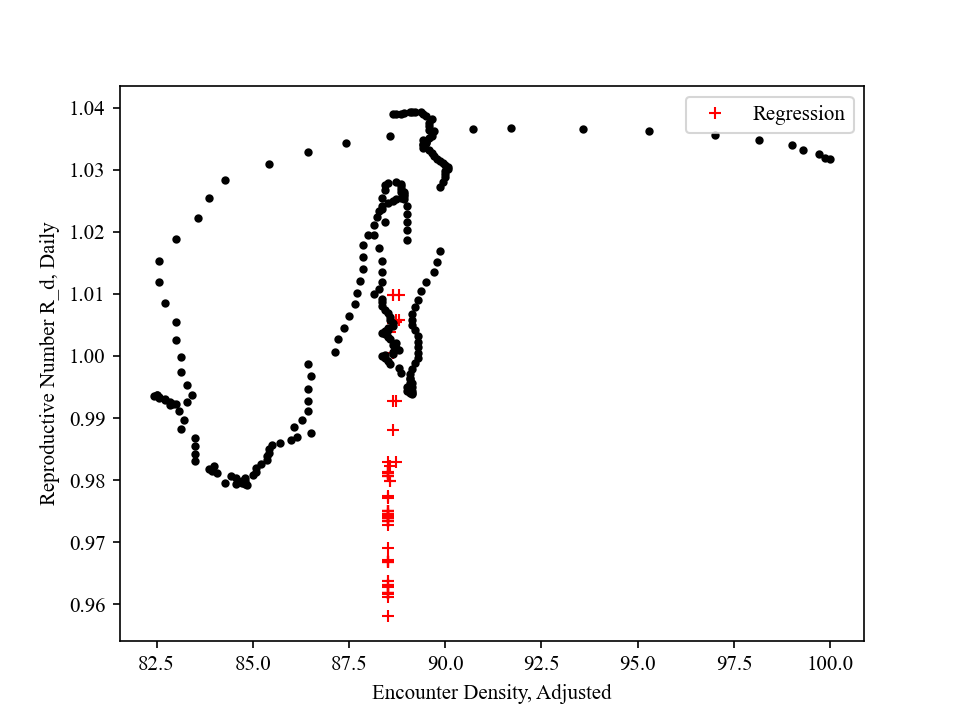 Regression
1.04
1.03
1.02
1.01
1.00
0.99
0.98
0.97
0.96
Reproductive Number R_d, Daily
82.5 85.0 87.5 90.0 92.5 95.0 97.5 100.0
Encounter Density, Adjusted